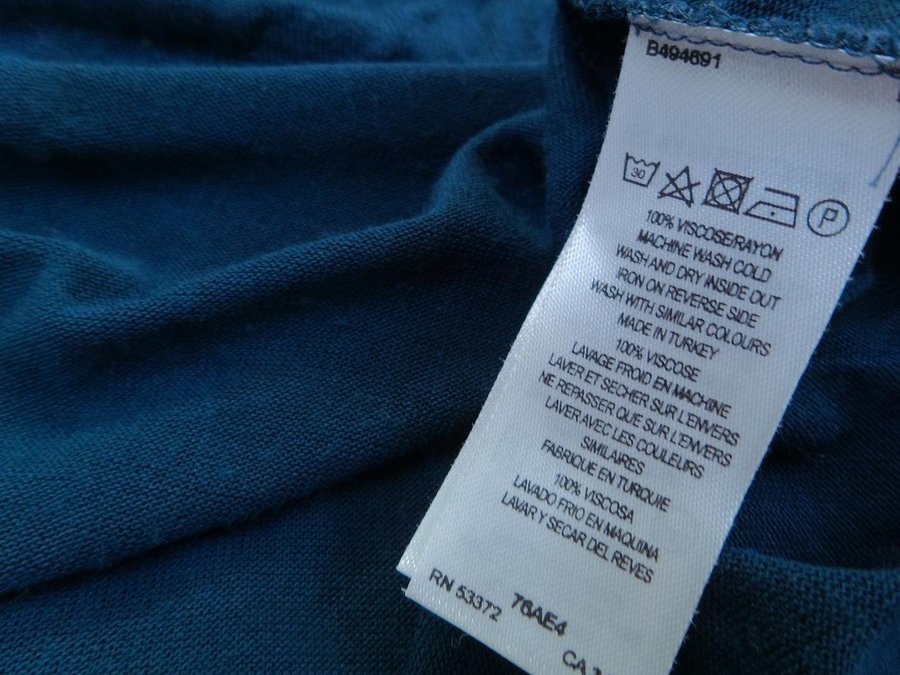 B494691
30
P
100% VISCOSE/RAYON
MACHINE WASH COLD
WASH AND DRY INSIDE OUT
IRON ON REVERSE SIDE
WASH WITH SIMILAR COLOURS
MADE IN TURKEY
100% VISCOSE
LAVAGE FROID EN MACHINE
LAVER ET SECHER SUR L'ENVERS
NE REPASSER QUE SUR L'ENVERS
LAVER AVEC LES COULEURS
SIMILAIRES
FABRIQUE EN TURQUIE
100% VISCOSA
LAVADO FRIO EN MAQUINA
LAVAR Y SECAR DEL REVES
RN 53372 76AE4
CA